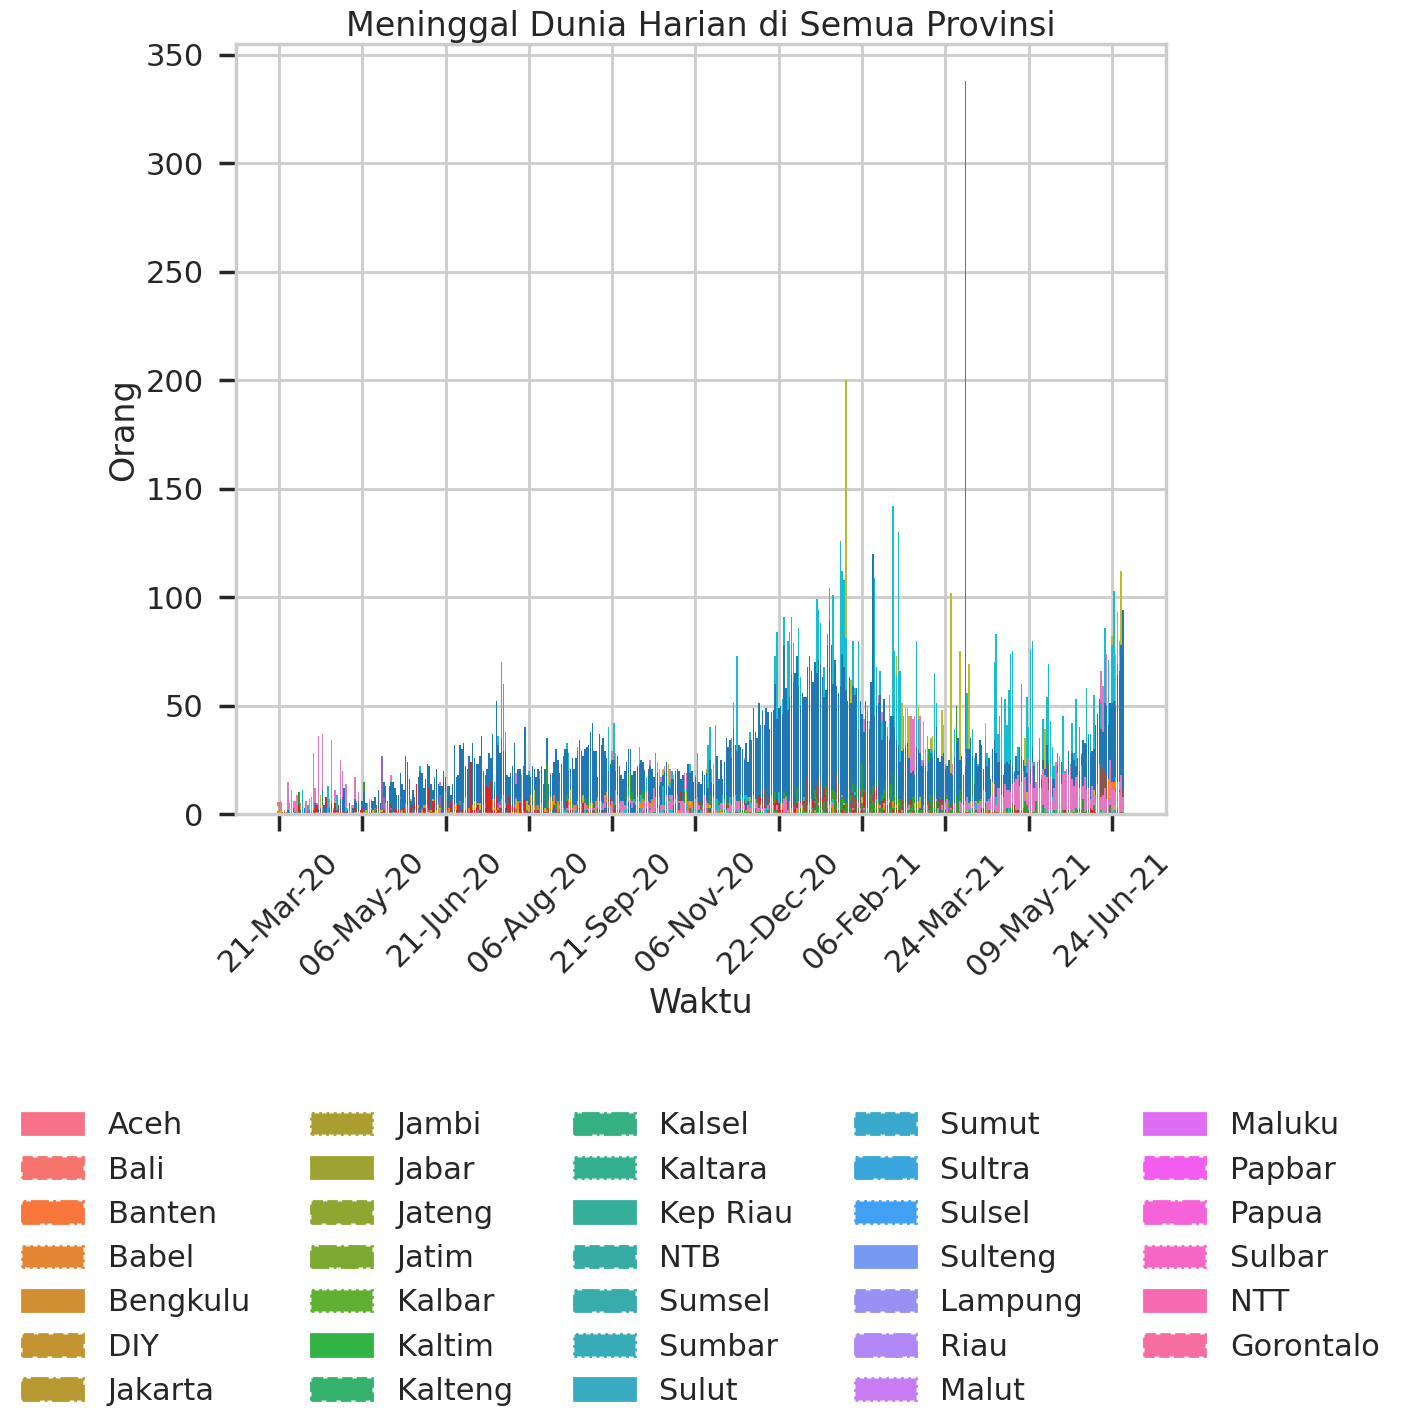 Meninggal Dunia Harian di Semua Provinsi
350
300
250
200
150
100
50
0
Orang
21-Mar-20
06-May-20
21-Jun-20
06-Aug-20
21-Sep-20
06-Nov-20
22-Dec-20
06-Feb-21
24-Mar-21
09-May-21
24-Jun-21
Waktu
Aceh
Bali
Banten
Babel
Bengkulu
DIY
Jakarta
Jambi
Jabar
Jateng
Jatim
Kalbar
Kaltim
Kalteng
Kalsel
Kaltara
Kep Riau
NTB
Sumsel
Sumbar
Sulut
Sumut
Sultra
Sulsel
Sulteng
Lampung
Riau
Malut
Maluku
Papbar
Papua
Sulbar
NTT
Gorontalo